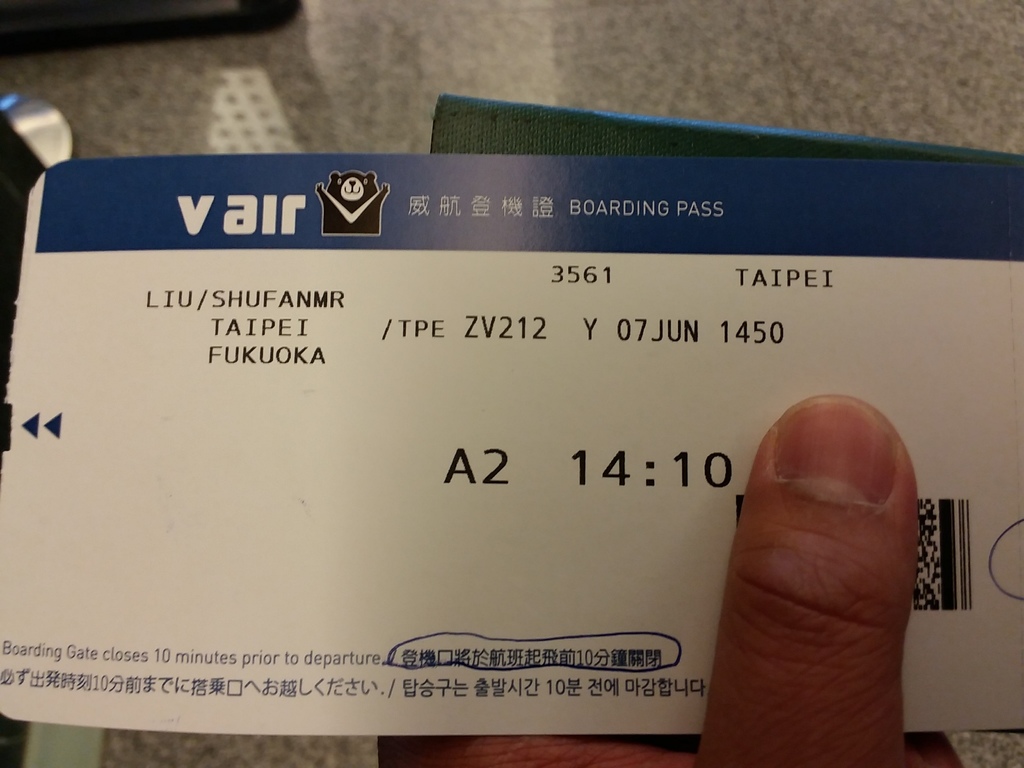 v air 威航登機證 BOARDING PASS
3561 TAIPEI
LIU/SHUFANMR
TAIPEI /TPE ZV212 Y 07JUN 1450
FUKUOKA
A2 14:10
Boarding Gate closes 10 minutes prior to departure. / 登機口將於航班起飛前10分鐘關閉
必ず出発時刻10分前までに搭乗口へお越しください. / 탑승구는 출발시간 10분 전에 마감합니다